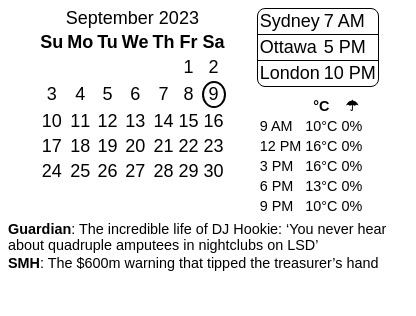 September 2023
Su Mo Tu We Th Fr Sa
1 2
3 4 5 6 7 8 9
10 11 12 13 14 15 16
17 18 19 20 21 22 23
24 25 26 27 28 29 30
Sydney 7 AM
Ottawa 5 PM
London 10 PM
°C ☂
9 AM 10°C 0%
12 PM 16°C 0%
3 PM 16°C 0%
6 PM 13°C 0%
9 PM 10°C 0%
Guardian: The incredible life of DJ Hookie: ‘You never hear
about quadruple amputees in nightclubs on LSD’
SMH: The $600m warning that tipped the treasurer’s hand